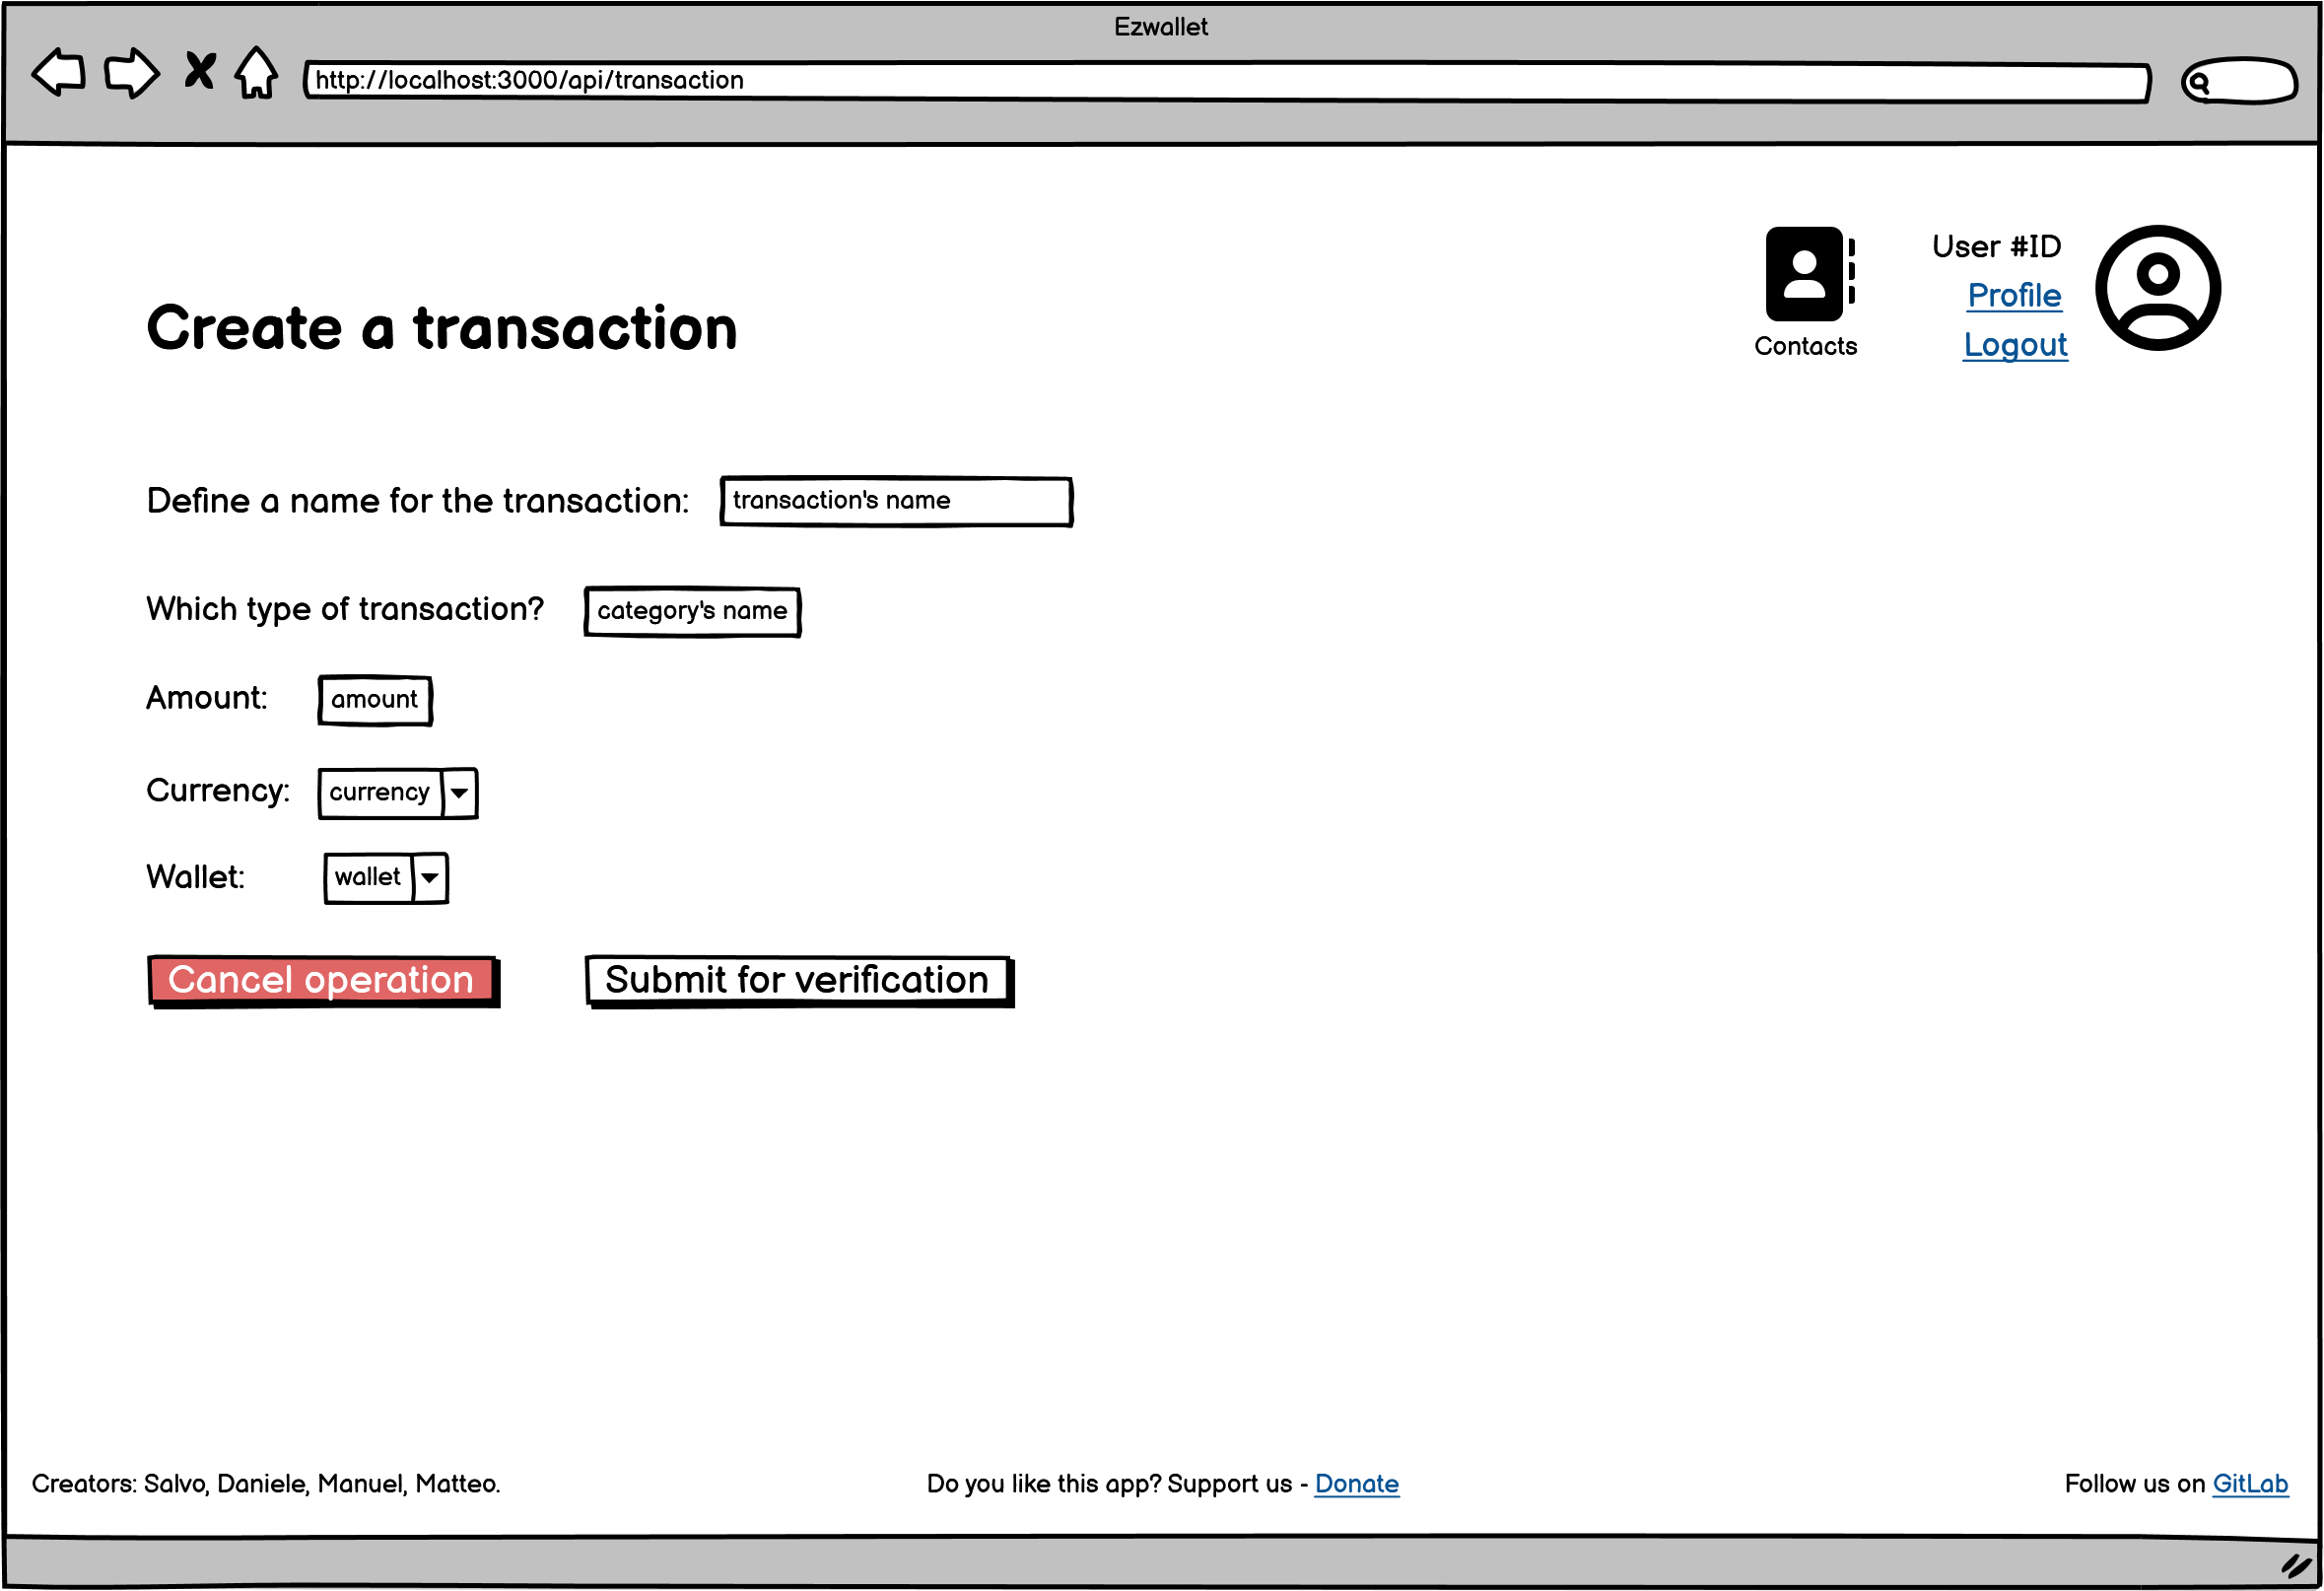 Ezwallet
http://localhost:3000/api/transaction
User #ID
Profile
Logout
Contacts
Create a transaction
Define a name for the transaction: transaction's name
Which type of transaction? category's name
Amount: amount
Currency: currency
Wallet: wallet
Cancel operation Submit for verification
Creators: Salvo, Daniele, Manuel, Matteo. Do you like this app? Support us - Donate Follow us on GitLab